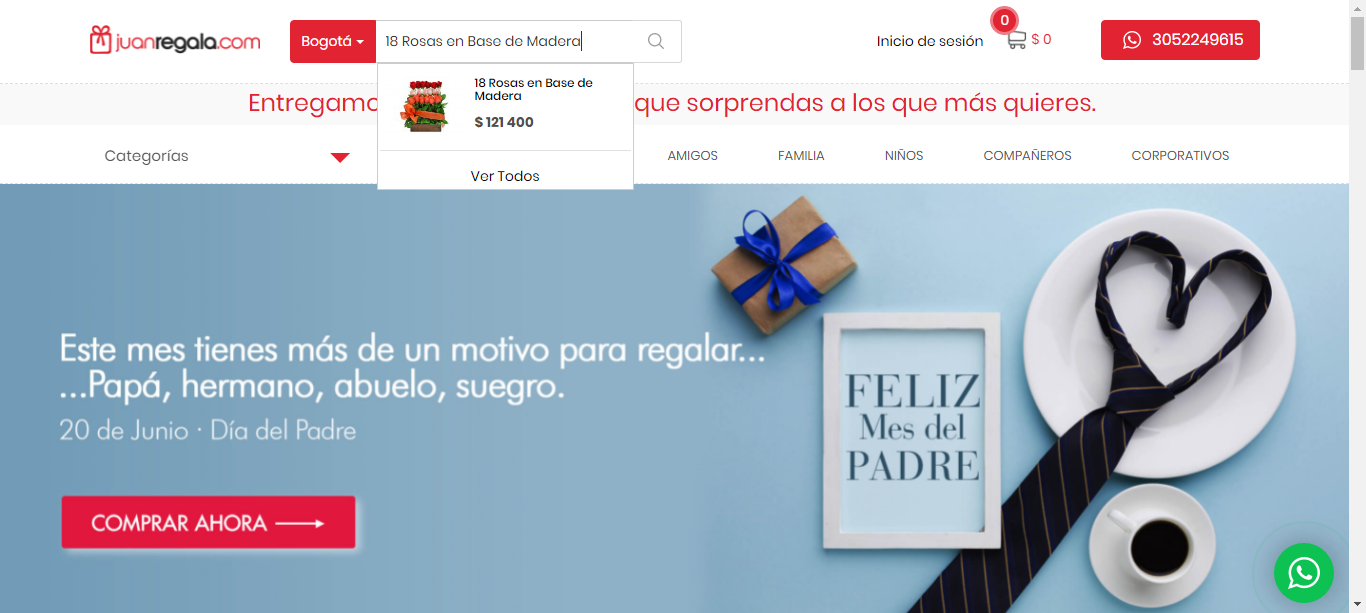 juanregala.com
Bogotá
18 Rosas en Base de Madera
Inicio de sesión
0
$ 0
3052249615
18 Rosas en Base de
Madera
$ 121 400
Ver Todos
que sorprendas a los que más quieres.
Categorías
AMIGOS
FAMILIA
NIÑOS
COMPAÑEROS
CORPORATIVOS
Este mes tienes más de un motivo para regalar...
...Papá, hermano, abuelo, suegro.
20 de Junio · Día del Padre
COMPRAR AHORA
FELIZ
Mes del
PADRE